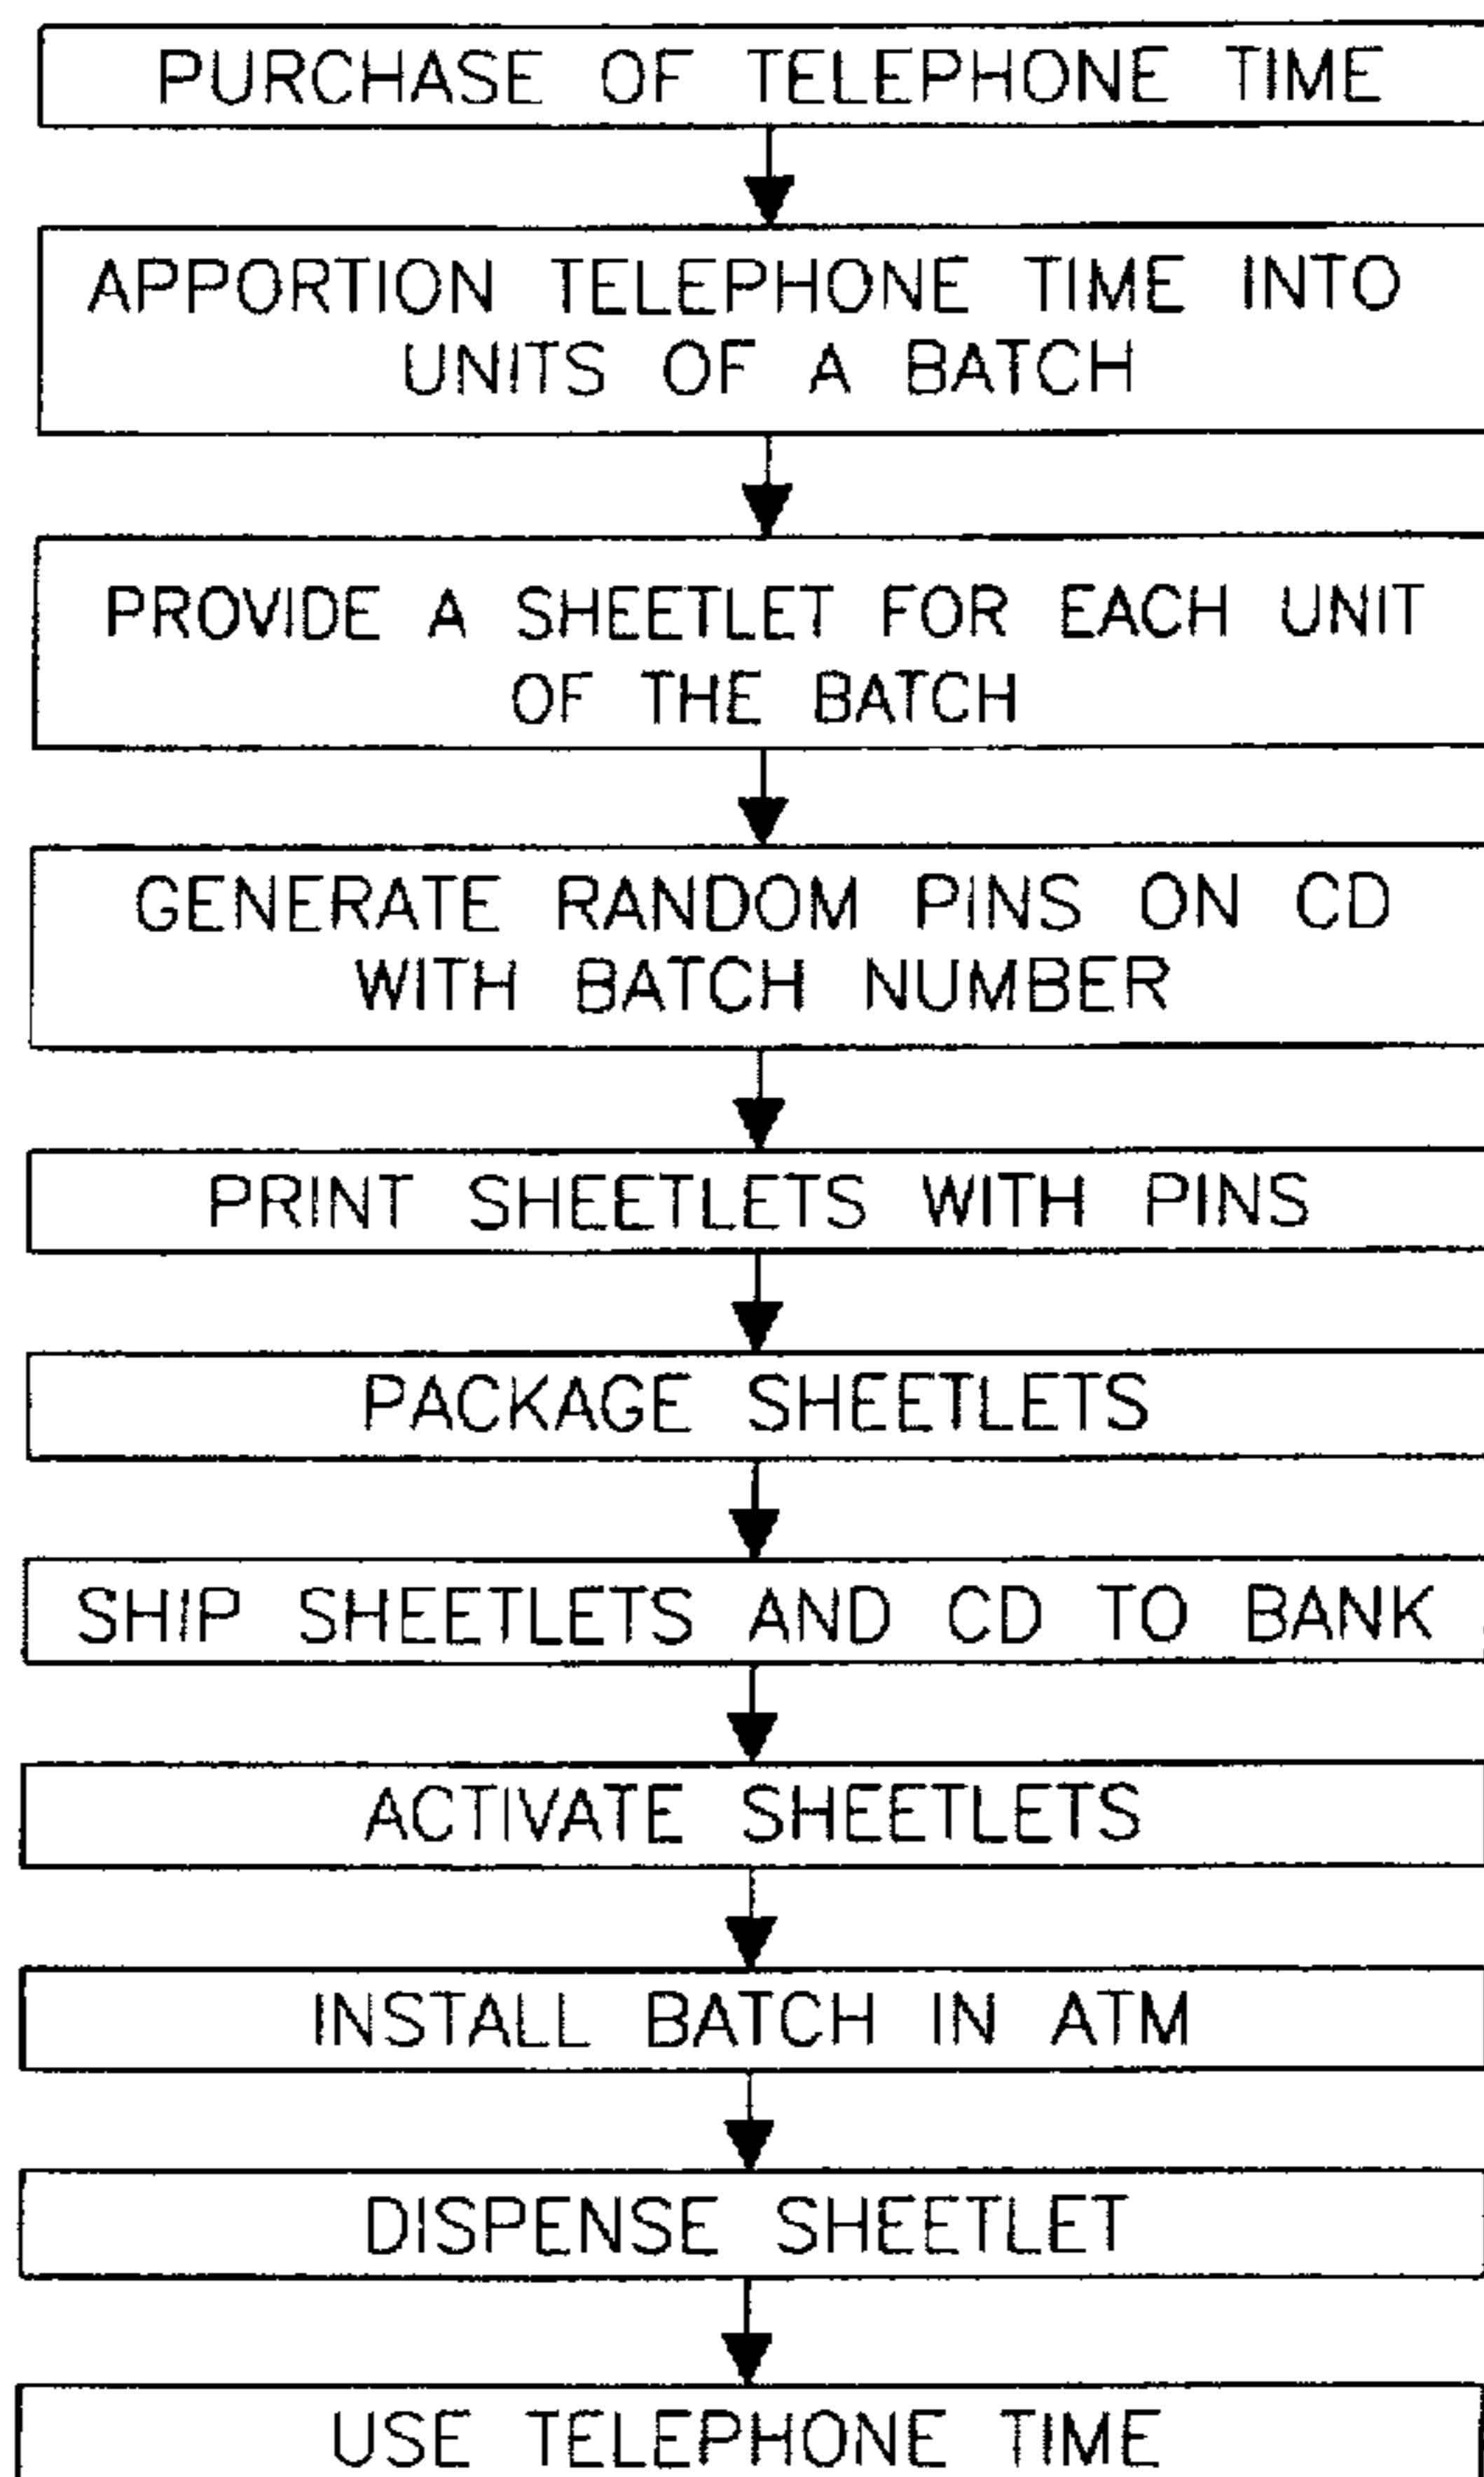 PURCHASE OF TELEPHONE TIME
APPORTION TELEPHONE TIME INTO
UNITS OF A BATCH
PROVIDE A SHEETLET FOR EACH UNIT
OF THE BATCH
GENERATE RANDOM PINS ON CD
WITH BATCH NUMBER
PRINT SHEETLETS WITH PINS
PACKAGE SHEETLETS
SHIP SHEETLETS AND CD TO BANK
ACTIVATE SHEETLETS
INSTALL BATCH IN ATM
DISPENSE SHEETLET
USE TELEPHONE TIME